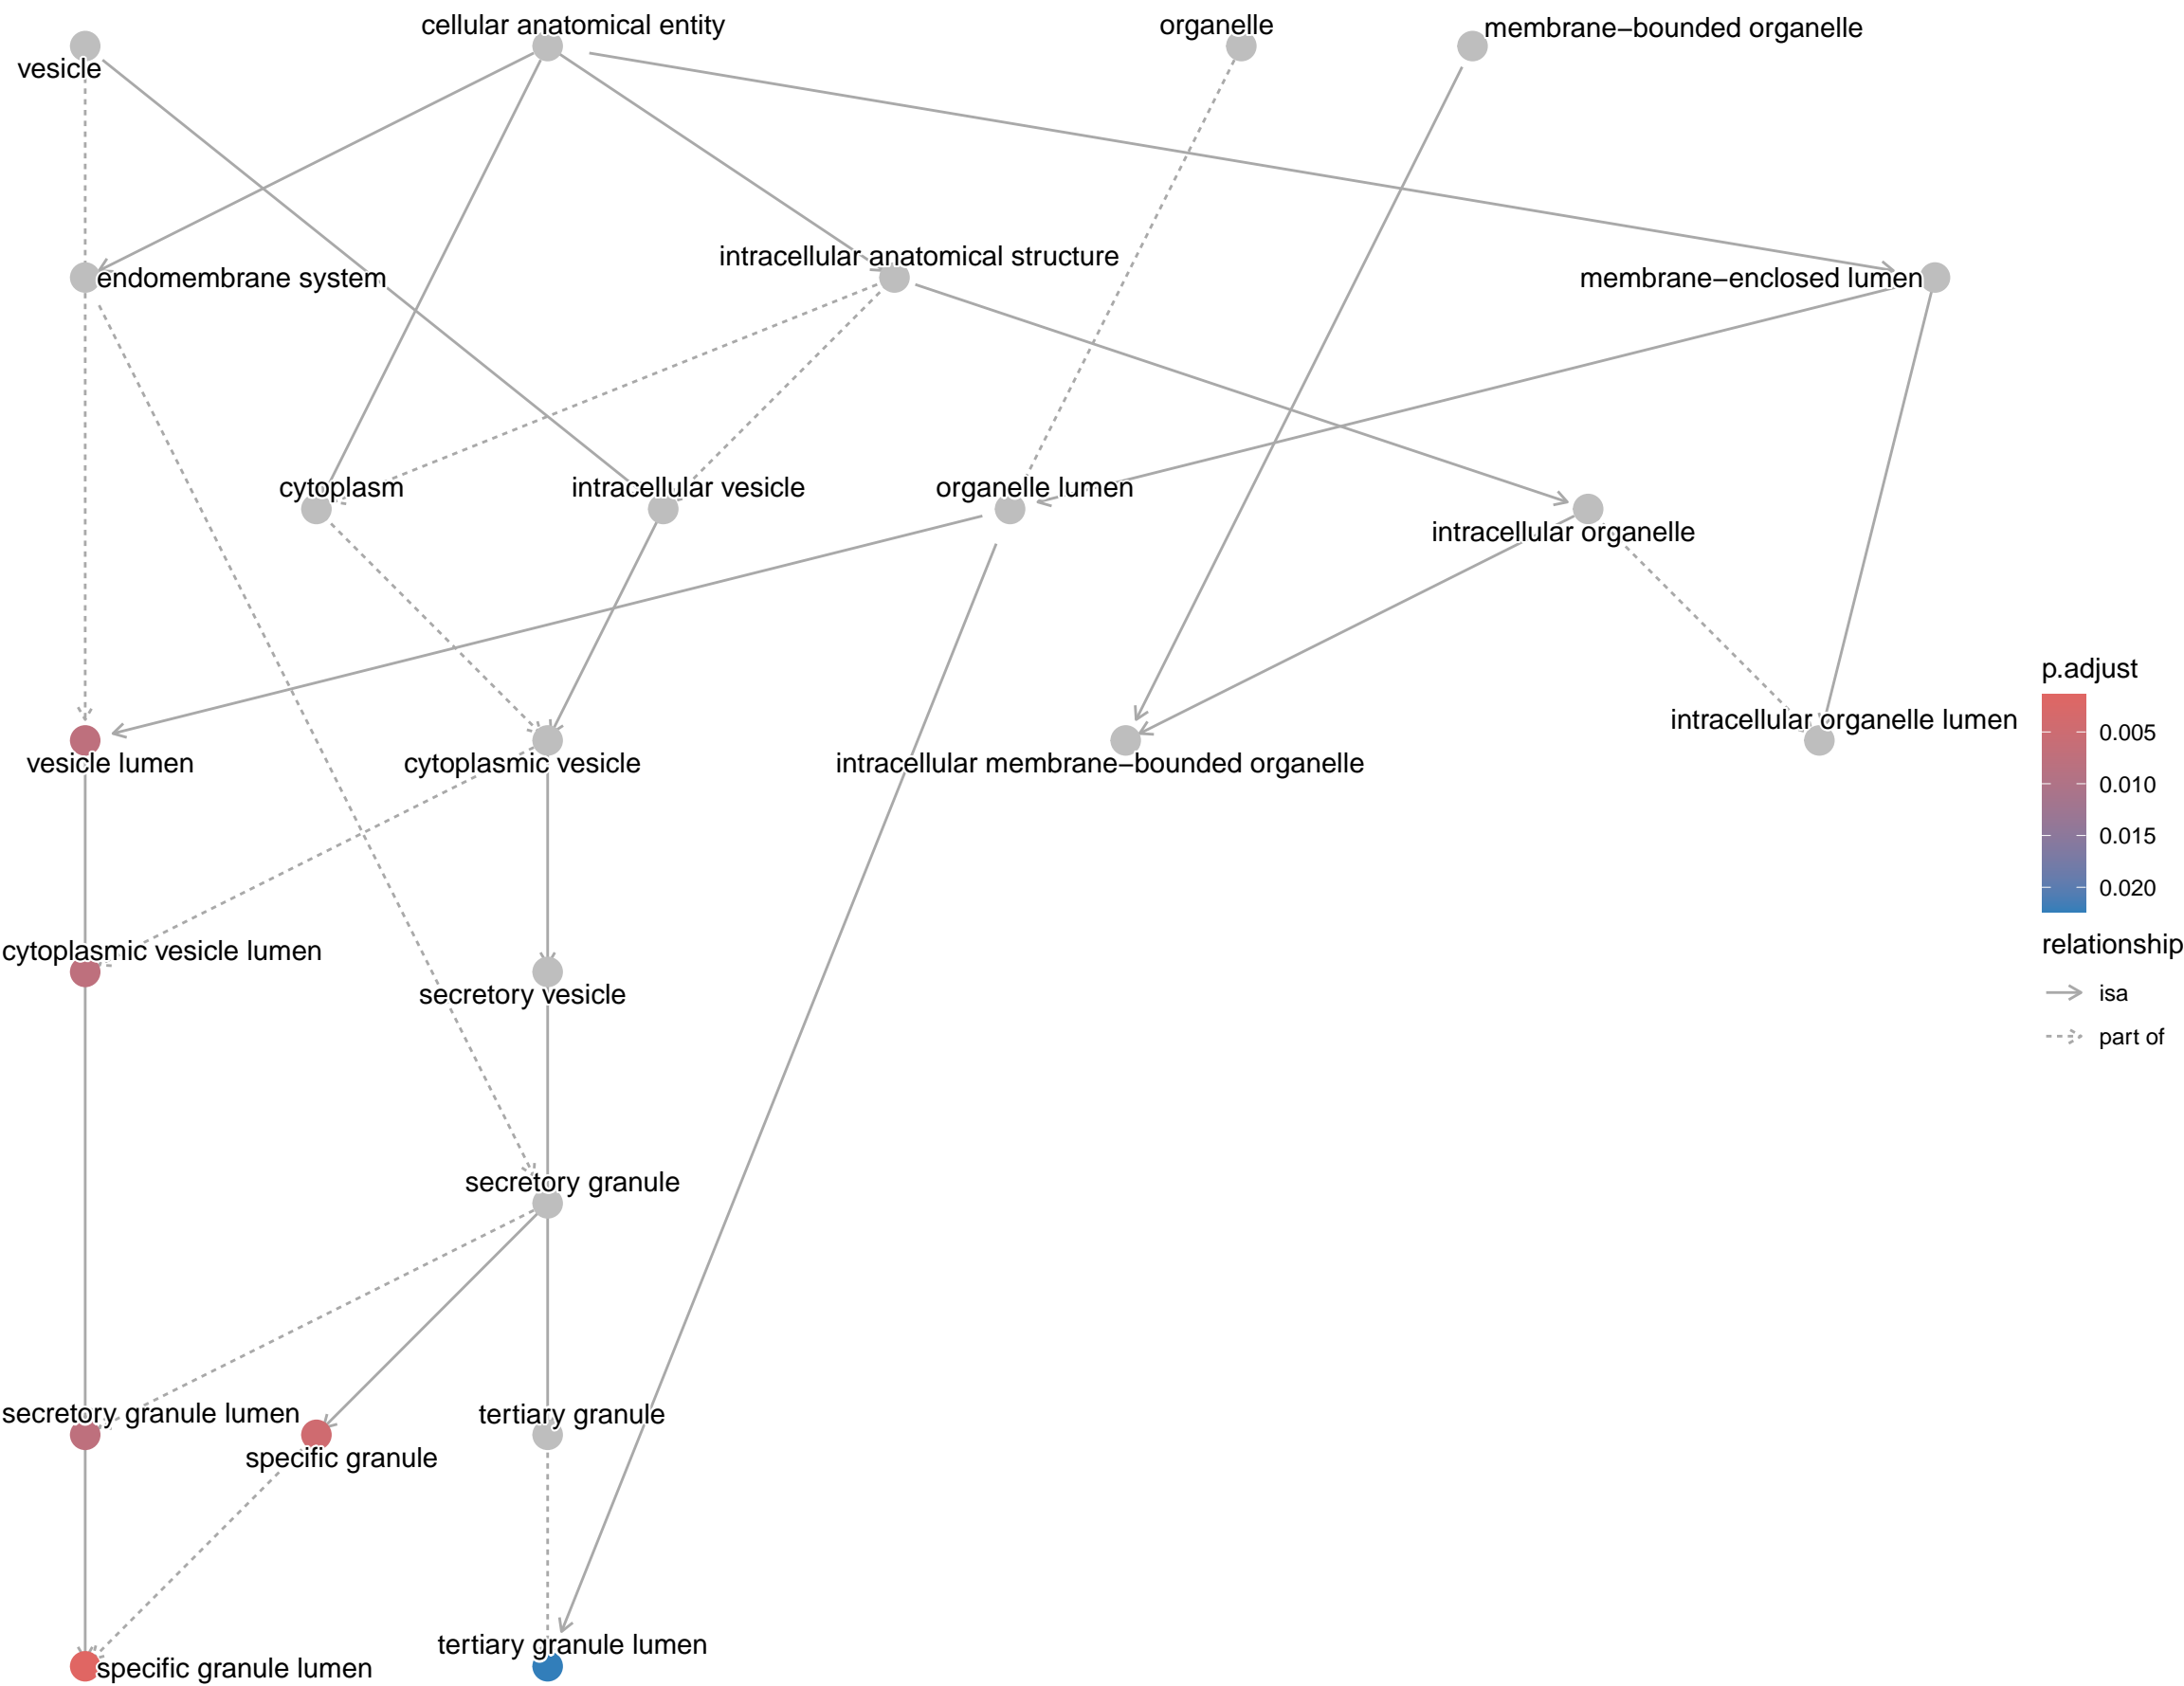 cellular anatomical entity
organelle
membrane−bounded organelle
vesicle
intracellular anatomical structure
endomembrane system
membrane−enclosed lumen
cytoplasm
intracellular vesicle
organelle lumen
intracellular organelle
p.adjust
intracellular organelle lumen
0.005
vesicle lumen
cytoplasmic vesicle
intracellular membrane−bounded organelle
0.010
0.015
0.020
relationship
cytoplasmic vesicle lumen
isa
secretory vesicle
part of
secretory granule
secretory granule lumen
tertiary granule
specific granule
tertiary granule lumen
specific granule lumen